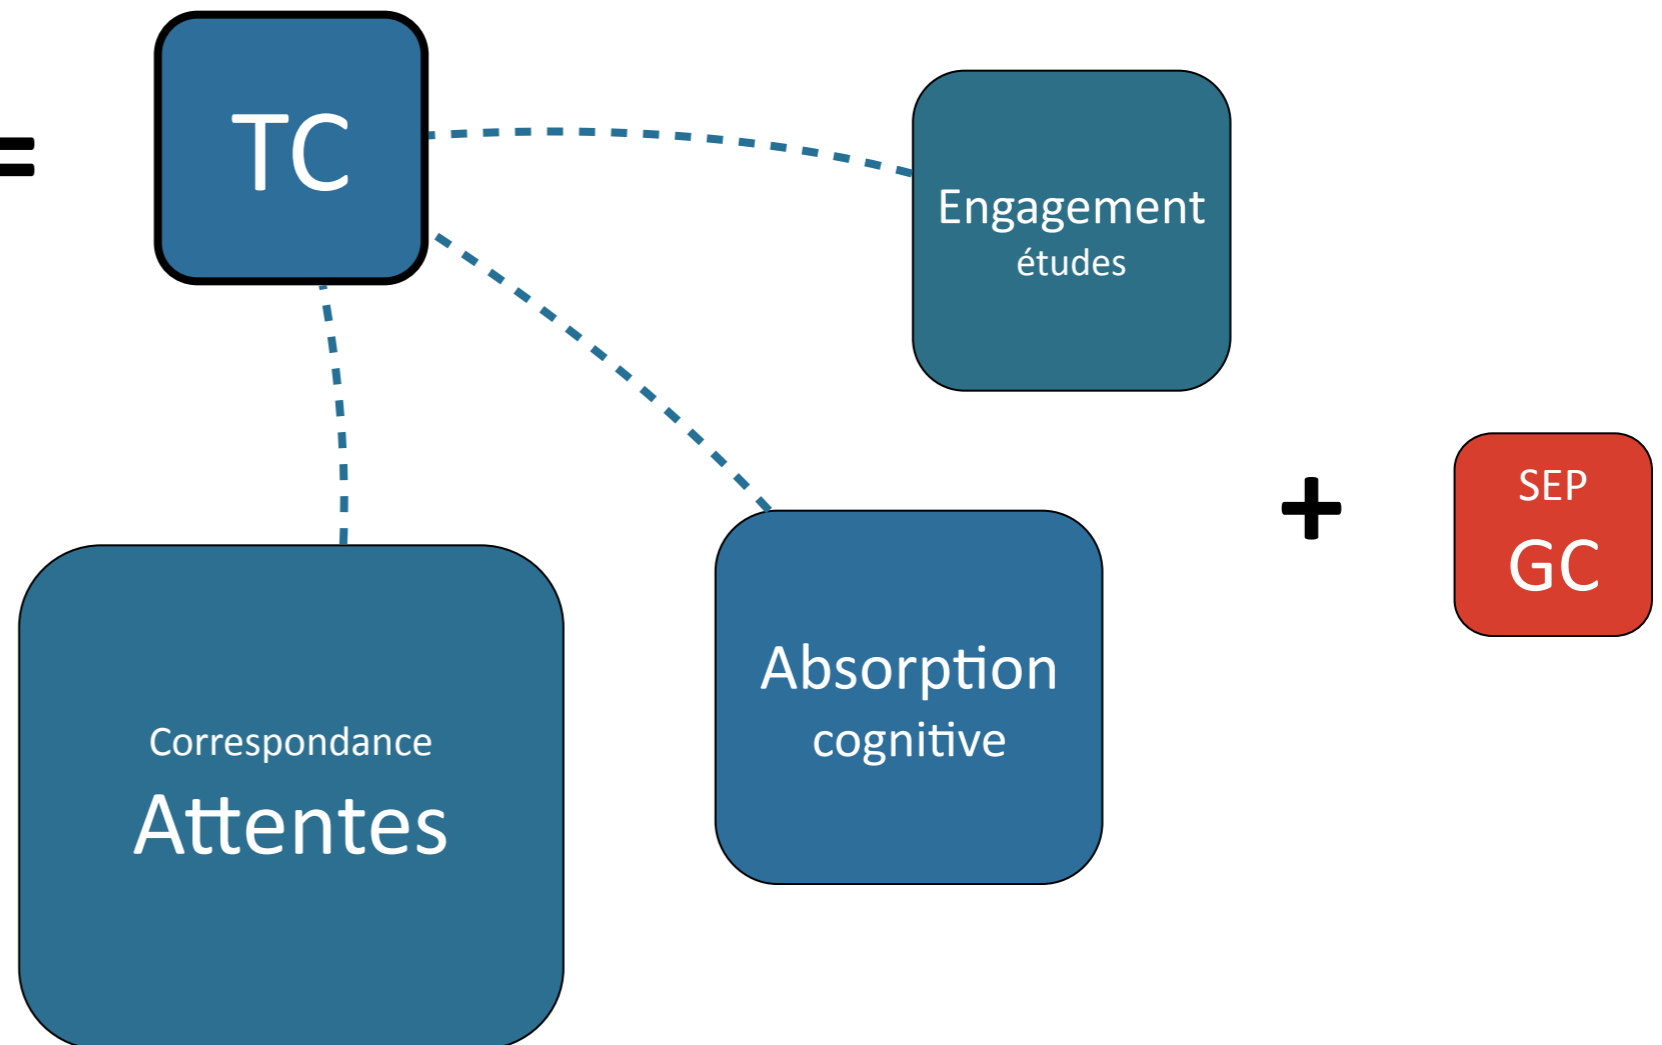 =
TC
Engagement
études
+
SEP
GC
Absorption
cognitive
Correspondance
Attentes